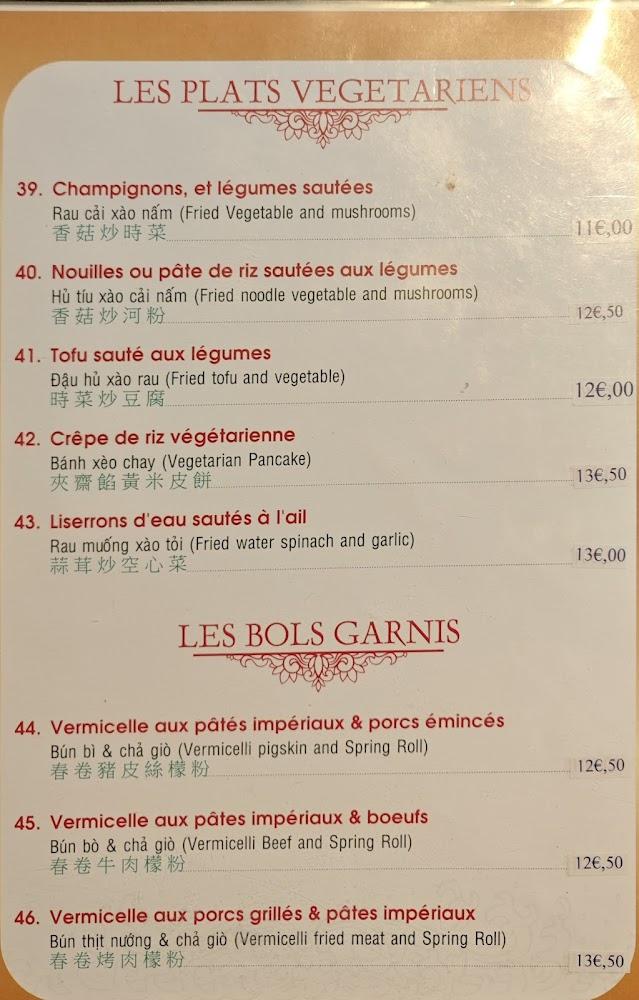 LES PLATS VEGETARIENS
39. Champignons, et légumes sautées
Rau cải xào nấm (Fried Vegetable and mushrooms)
香菇炒時菜 11€,00
40. Nouilles ou pâte de riz sautées aux légumes
Hủ tíu xào cải nấm (Fried noodle vegetable and mushrooms)
香菇炒河粉 12€,50
41. Tofu sauté aux légumes
Đậu hủ xào rau (Fried tofu and vegetable)
時菜炒豆腐 12€,00
42. Crêpe de riz végétarienne
Bánh xèo chay (Vegetarian Pancake)
夾齋餡黃米皮餅 13€,50
43. Liserrons d'eau sautés à l'ail
Rau muống xào tỏi (Fried water spinach and garlic)
蒜茸炒空心菜 13€,00
LES BOLS GARNIS
44. Vermicelle aux pâtés impériaux & porcs émincés
Bún bì & chả giò (Vermicelli pigskin and Spring Roll)
春卷豬皮絲檬粉 12€,50
45. Vermicelle aux pâtes impériaux & boeufs
Bún bò & chả giò (Vermicelli Beef and Spring Roll)
春卷牛肉檬粉 12€,50
46. Vermicelle aux porcs grillés & pâtes impériaux
Bún thịt nướng & chả giò (Vermicelli fried meat and Spring Roll)
春卷烤肉檬粉 13€,50